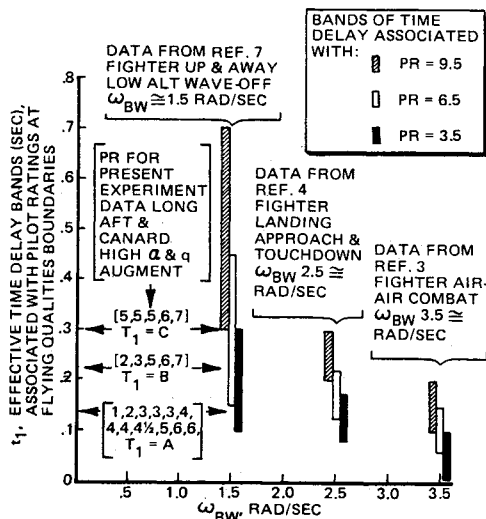 BANDS OF TIME
DELAY ASSOCIATED
WITH:
PR = 9.5
PR = 6.5
PR = 3.5
DATA FROM REF. 7
FIGHTER UP & AWAY
LOW ALT WAVE-OFF
ω_BW ≅ 1.5 RAD/SEC
PR FOR
PRESENT
EXPERIMENT
DATA LONG
AFT &
CANARD
HIGH α & q
AUGMENT
[5,5,5,6,7]
T₁ = C
[2,3,5,6,7]
T₁ = B
1,2,3,3,3,4,
4,4,4½,5,6,6,
T₁ = A
DATA FROM
REF. 4
FIGHTER
LANDING
APPROACH &
TOUCHDOWN
ω_BW 2.5 ≅
RAD/SEC
DATA FROM
REF. 3
FIGHTER AIR-
AIR COMBAT
ω_BW 3.5 ≅
RAD/SEC
t₁, EFFECTIVE TIME DELAY BANDS (SEC),
ASSOCIATED WITH PILOT RATINGS AT
FLYING QUALITIES BOUNDARIES
.8
.7
.6
.5
.4
.3
.2
.1
0
.5 1.0 1.5 2.0 2.5 3.0 3.5
ω_BW, RAD/SEC